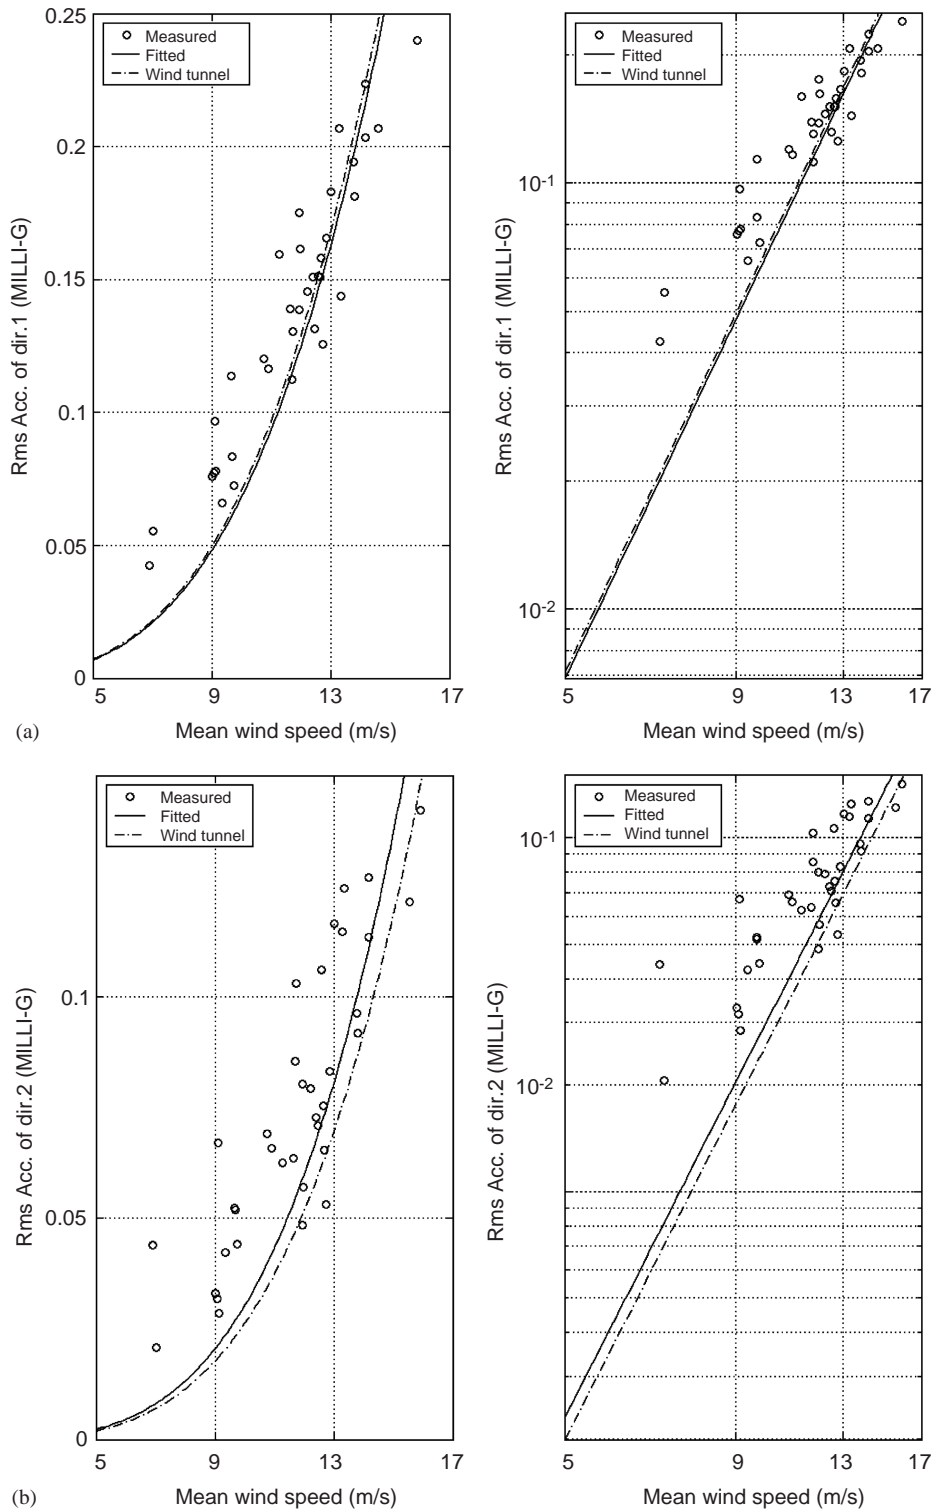 0.25
0.2
0.15
0.1
0.05
0
Rms Acc. of dir.1 (MILLI-G)
Measured
Fitted
Wind tunnel
5
9
13
17
Mean wind speed (m/s)
(a)
10-1
10-2
Rms Acc. of dir.1 (MILLI-G)
Measured
Fitted
Wind tunnel
5
9
13
17
Mean wind speed (m/s)
0.1
0.05
0
Rms Acc. of dir.2 (MILLI-G)
Measured
Fitted
Wind tunnel
5
9
13
17
Mean wind speed (m/s)
(b)
10-1
10-2
Rms Acc. of dir.2 (MILLI-G)
Measured
Fitted
Wind tunnel
5
9
13
17
Mean wind speed (m/s)